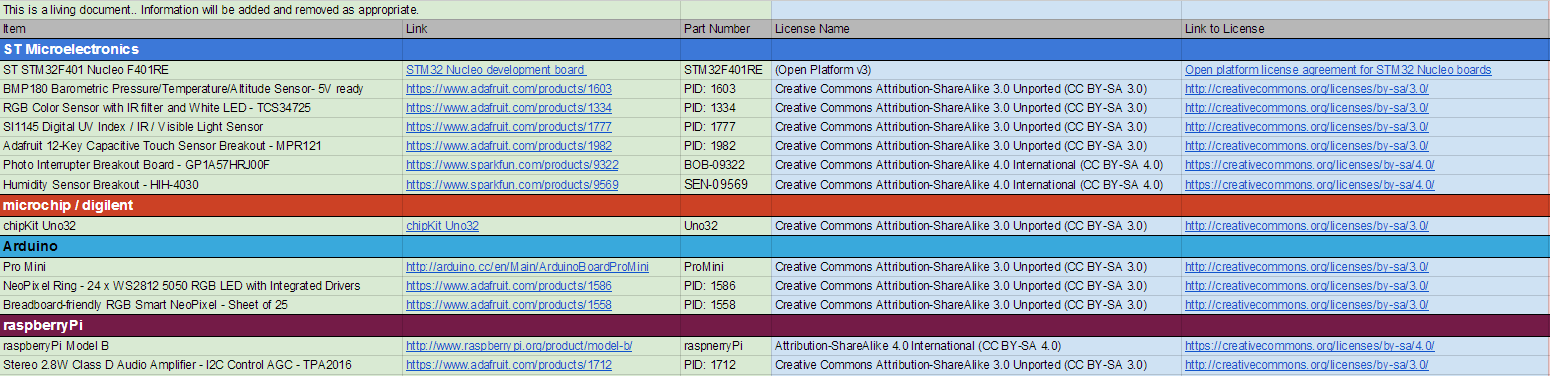 This is a living document.. Information will be added and removed as appropriate.
Item Link Part Number License Name Link to License
ST Microelectronics
ST STM32F401 Nucleo F401RE STM32 Nucleo development board STM32F401RE (Open Platform v3) Open platform license agreement for STM32 Nucleo boards
BMP180 Barometric Pressure/Temperature/Altitude Sensor- 5V ready https://www.adafruit.com/products/1603 PID: 1603 Creative Commons Attribution-ShareAlike 3.0 Unported (CC BY-SA 3.0) http://creativecommons.org/licenses/by-sa/3.0/
RGB Color Sensor with IR filter and White LED - TCS34725 https://www.adafruit.com/products/1334 PID: 1334 Creative Commons Attribution-ShareAlike 3.0 Unported (CC BY-SA 3.0) http://creativecommons.org/licenses/by-sa/3.0/
SI1145 Digital UV Index / IR / Visible Light Sensor https://www.adafruit.com/products/1777 PID: 1777 Creative Commons Attribution-ShareAlike 3.0 Unported (CC BY-SA 3.0) http://creativecommons.org/licenses/by-sa/3.0/
Adafruit 12-Key Capacitive Touch Sensor Breakout - MPR121 https://www.adafruit.com/products/1982 PID: 1982 Creative Commons Attribution-ShareAlike 3.0 Unported (CC BY-SA 3.0) http://creativecommons.org/licenses/by-sa/3.0/
Photo Interrupter Breakout Board - GP1A57HRJ00F https://www.sparkfun.com/products/9322 BOB-09322 Creative Commons Attribution-ShareAlike 4.0 International (CC BY-SA 4.0) https://creativecommons.org/licenses/by-sa/4.0/
Humidity Sensor Breakout - HIH-4030 https://www.sparkfun.com/products/9569 SEN-09569 Creative Commons Attribution-ShareAlike 4.0 International (CC BY-SA 4.0) https://creativecommons.org/licenses/by-sa/4.0/
microchip / digilent
chipKit Uno32 chipKit Uno32 Uno32 Creative Commons Attribution-ShareAlike 3.0 Unported (CC BY-SA 3.0) http://creativecommons.org/licenses/by-sa/3.0/
Arduino
Pro Mini http://arduino.cc/en/Main/ArduinoBoardProMini ProMini Creative Commons Attribution-ShareAlike 3.0 Unported (CC BY-SA 3.0) http://creativecommons.org/licenses/by-sa/3.0/
NeoPixel Ring - 24 x WS2812 5050 RGB LED with Integrated Drivers https://www.adafruit.com/products/1586 PID: 1586 Creative Commons Attribution-ShareAlike 3.0 Unported (CC BY-SA 3.0) http://creativecommons.org/licenses/by-sa/3.0/
Breadboard-friendly RGB Smart NeoPixel - Sheet of 25 https://www.adafruit.com/products/1558 PID: 1558 Creative Commons Attribution-ShareAlike 3.0 Unported (CC BY-SA 3.0) http://creativecommons.org/licenses/by-sa/3.0/
raspberryPi
raspberryPi Model B http://www.raspberrypi.org/product/model-b/ raspnerryPi Attribution-ShareAlike 4.0 International (CC BY-SA 4.0) https://creativecommons.org/licenses/by-sa/4.0/
Stereo 2.8W Class D Audio Amplifier - I2C Control AGC - TPA2016 https://www.adafruit.com/products/1712 PID: 1712 Creative Commons Attribution-ShareAlike 3.0 Unported (CC BY-SA 3.0) http://creativecommons.org/licenses/by-sa/3.0/